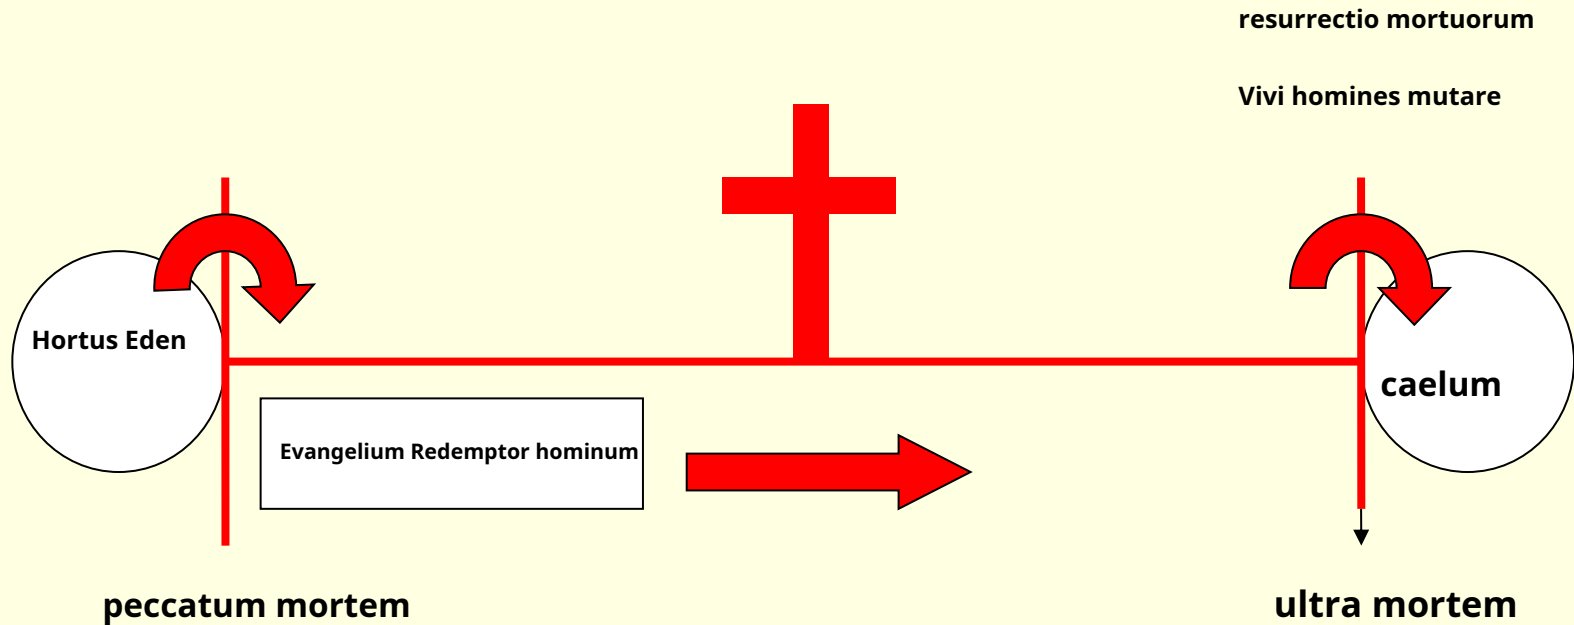 resurrectio mortuorum
Vivi homines mutare
Hortus Eden
caelum
Evangelium Redemptor hominum
peccatum mortem
ultra mortem